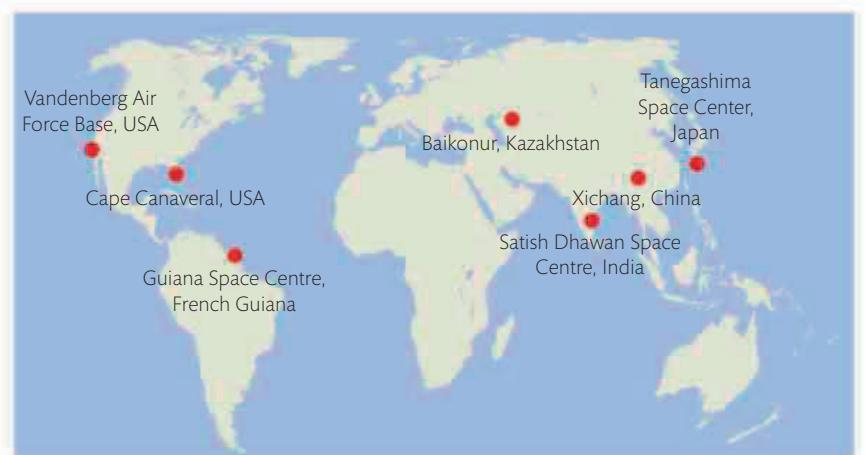 Vandenberg Air
Force Base, USA
Cape Canaveral, USA
Guiana Space Centre,
French Guiana
Baikonur, Kazakhstan
Tanegashima
Space Center,
Japan
Xichang, China
Satish Dhawan Space
Centre, India